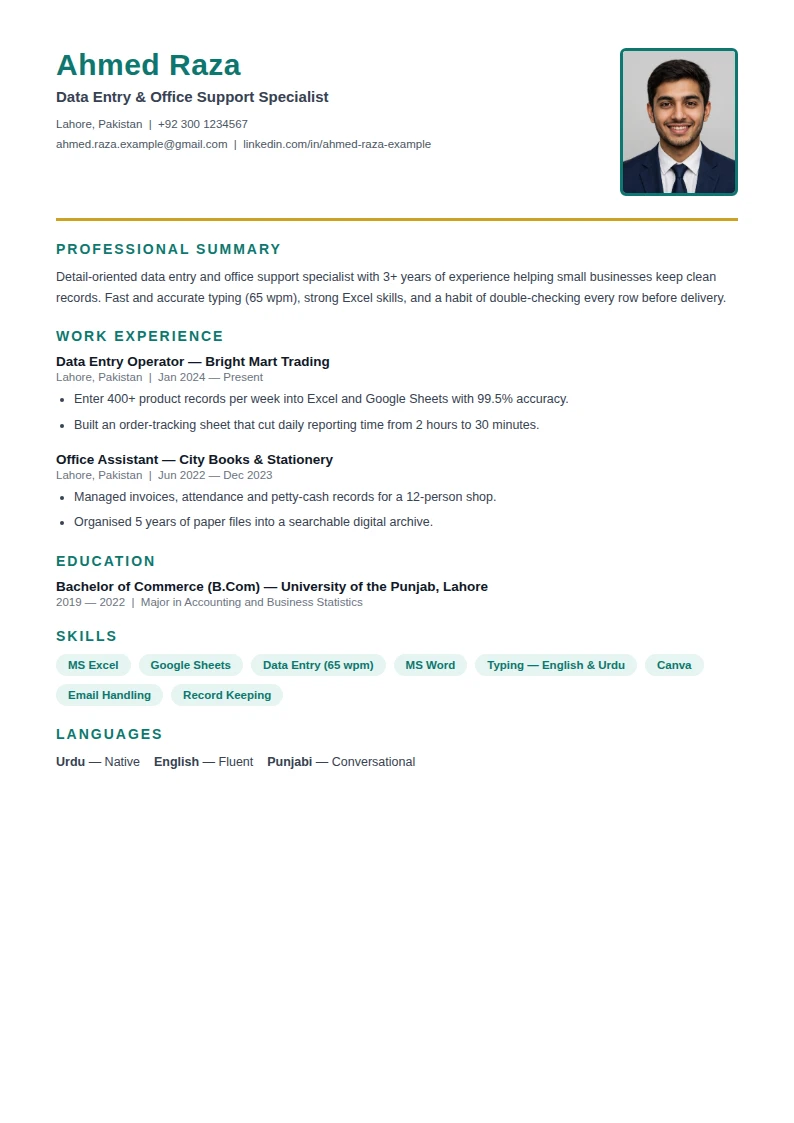 Ahmed Raza
Data Entry & Office Support Specialist
Lahore, Pakistan | +92 300 1234567
ahmed.raza.example@gmail.com | linkedin.com/in/ahmed-raza-example
PROFESSIONAL SUMMARY
Detail-oriented data entry and office support specialist with 3+ years of experience helping small businesses keep clean
records. Fast and accurate typing (65 wpm), strong Excel skills, and a habit of double-checking every row before delivery.
WORK EXPERIENCE
Data Entry Operator — Bright Mart Trading
Lahore, Pakistan | Jan 2024 — Present
• Enter 400+ product records per week into Excel and Google Sheets with 99.5% accuracy.
• Built an order-tracking sheet that cut daily reporting time from 2 hours to 30 minutes.
Office Assistant — City Books & Stationery
Lahore, Pakistan | Jun 2022 — Dec 2023
• Managed invoices, attendance and petty-cash records for a 12-person shop.
• Organised 5 years of paper files into a searchable digital archive.
EDUCATION
Bachelor of Commerce (B.Com) — University of the Punjab, Lahore
2019 — 2022 | Major in Accounting and Business Statistics
SKILLS
MS Excel Google Sheets Data Entry (65 wpm) MS Word Typing — English & Urdu Canva
Email Handling Record Keeping
LANGUAGES
Urdu — Native English — Fluent Punjabi — Conversational